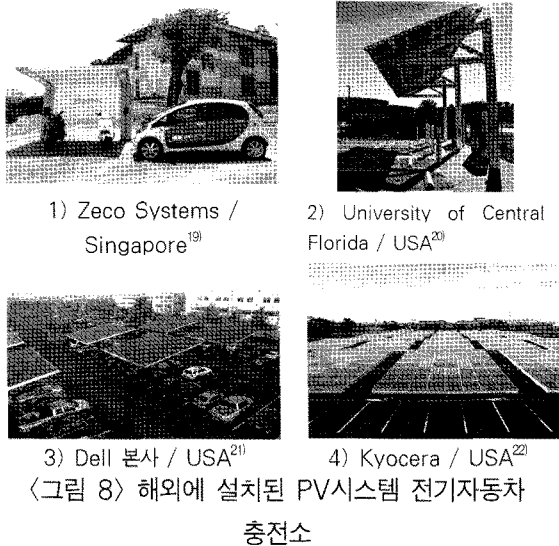 1) Zeco Systems /
Singapore19)
2) University of Central
Florida / USA20)
3) Dell 본사 / USA21)
4) Kyocera / USA22)
〈그림 8〉 해외에 설치된 PV시스템 전기자동차
충전소